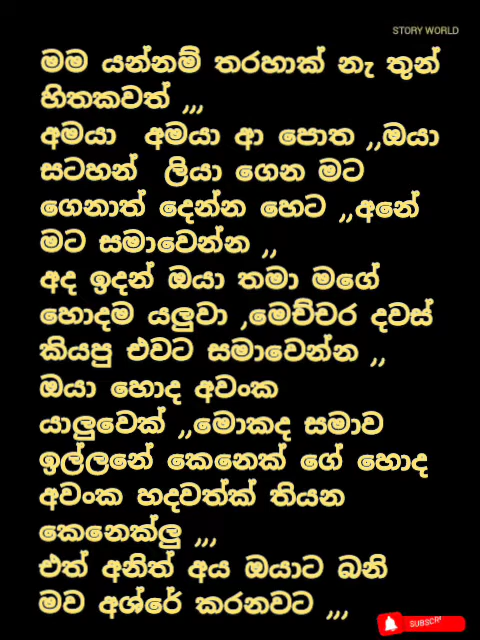 STORY WORLD
මම යන්නම් තරහාක් නැ තුන්
හිතකවත් ,,,
අමයා අමයා ආ පොත ,,ඔයා
සටහන් ලියා ගෙන මට
ගෙනාත් දෙන්න හෙට ,,අනේ
මට සමාවෙන්න ,,
අද ඉදන් ඔයා තමා මගේ
හොදම යලුවා ,මෙච්චර දවස්
කියපු එවට සමාවෙන්න ,,
ඔයා හොද අවංක
යාලුවෙක් ,,මොකද සමාව
ඉල්ලනේ කෙනෙක් ගේ හොද
අවංක හදවත්ක් තියන
කෙනෙක්ලු ,,,
එත් අනිත් අය ඔයාට බනි
මව අශ්රේ කරනවට ,,,
SUBSCR